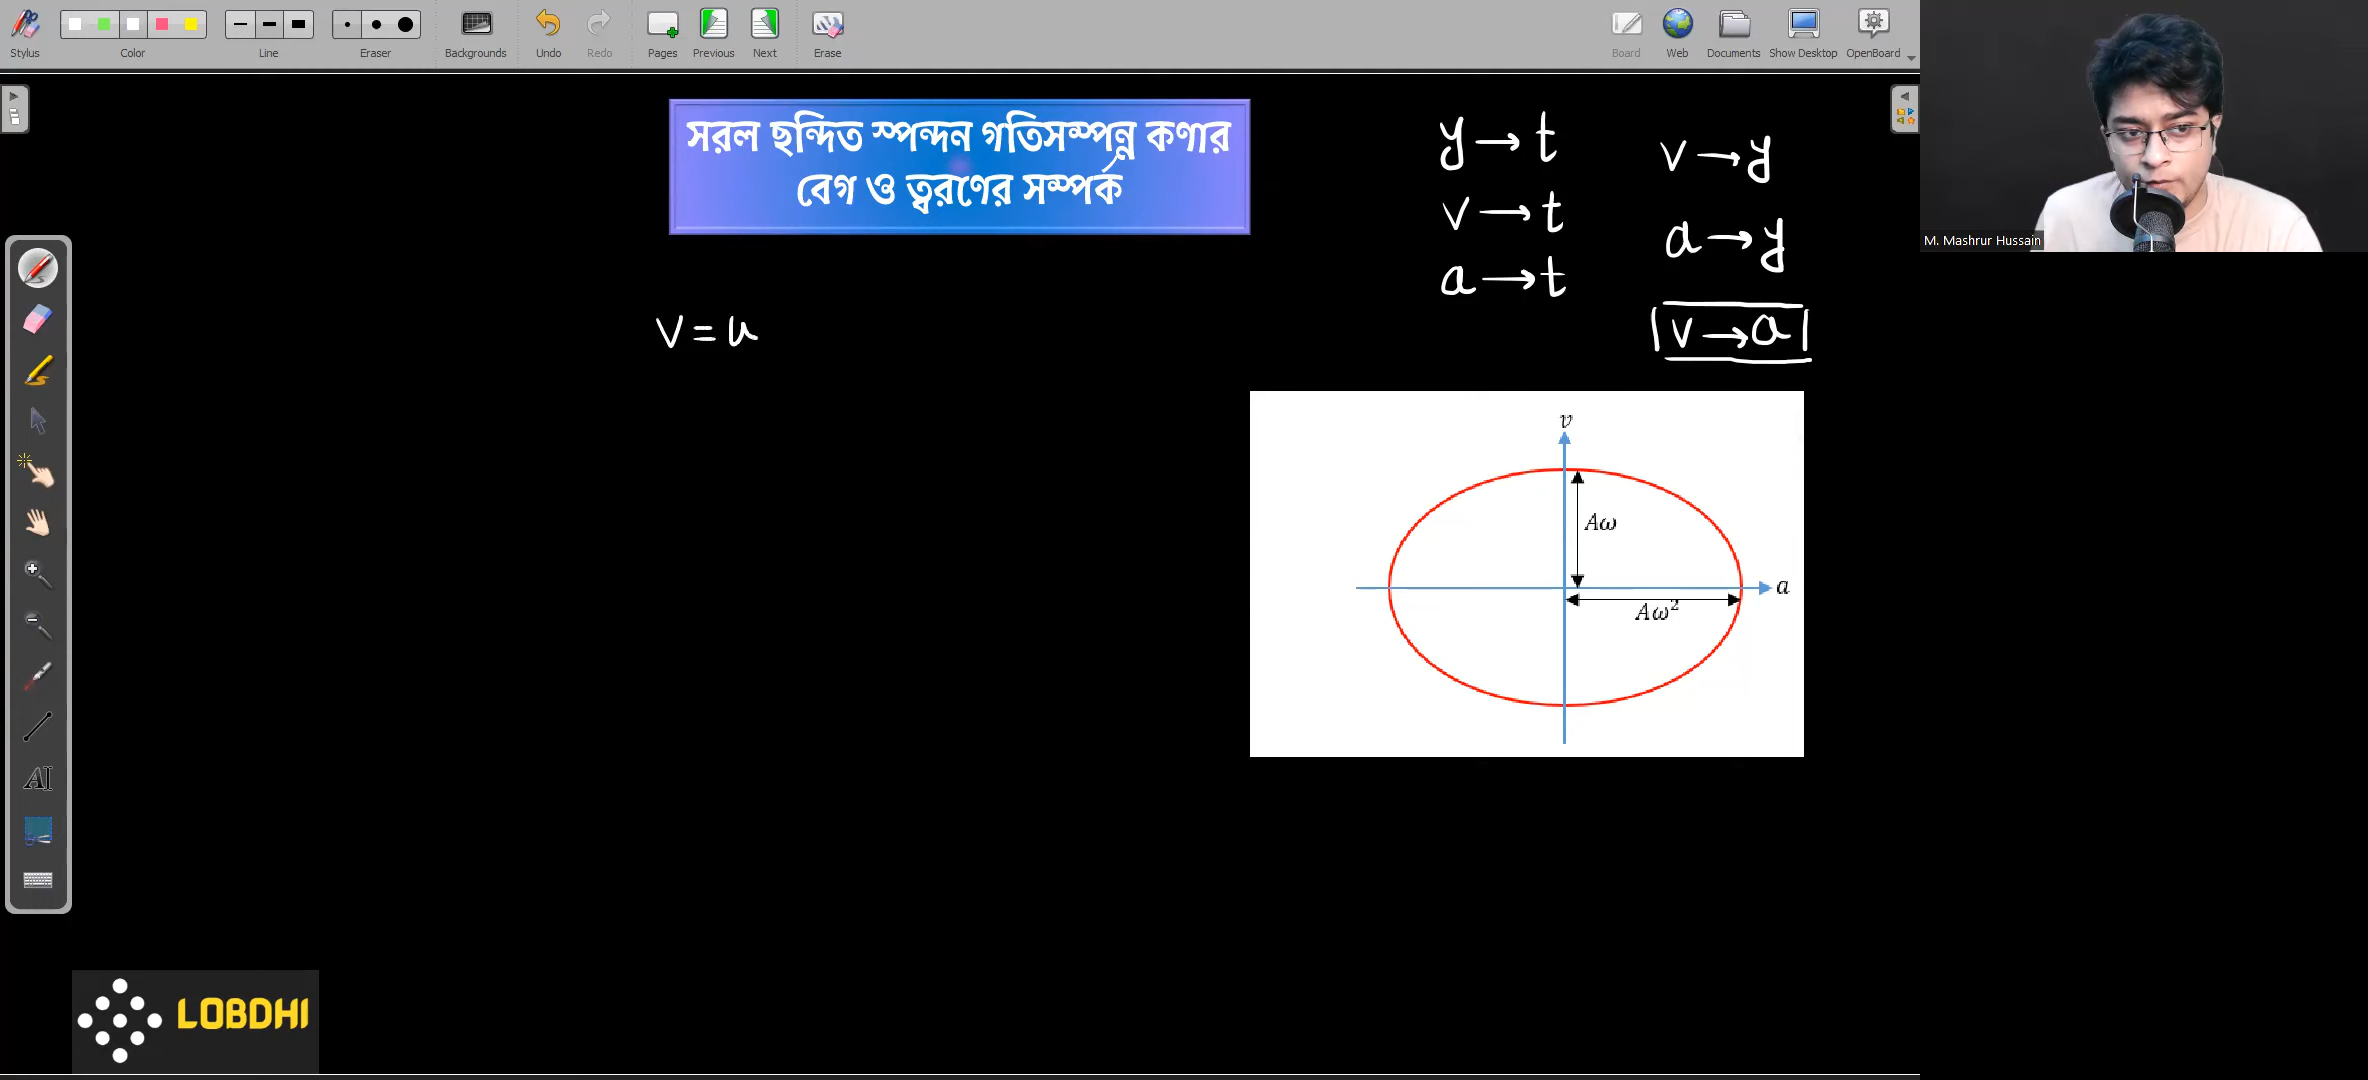 Stylus
Color
Line
Eraser
Backgrounds
Undo
Redo
Pages
Previous
Next
Erase
Board
Web
Documents
Show Desktop
OpenBoard
সরল ছন্দিত স্পন্দন গতিসম্পন্ন কণার
বেগ ও ত্বরণের সম্পর্ক
y → t
v → t
a → t
v → y
a → y
v → a
M. Mashrur Hussain
v = ω
v
Aω
a
Aω²
AI
LOBDHI